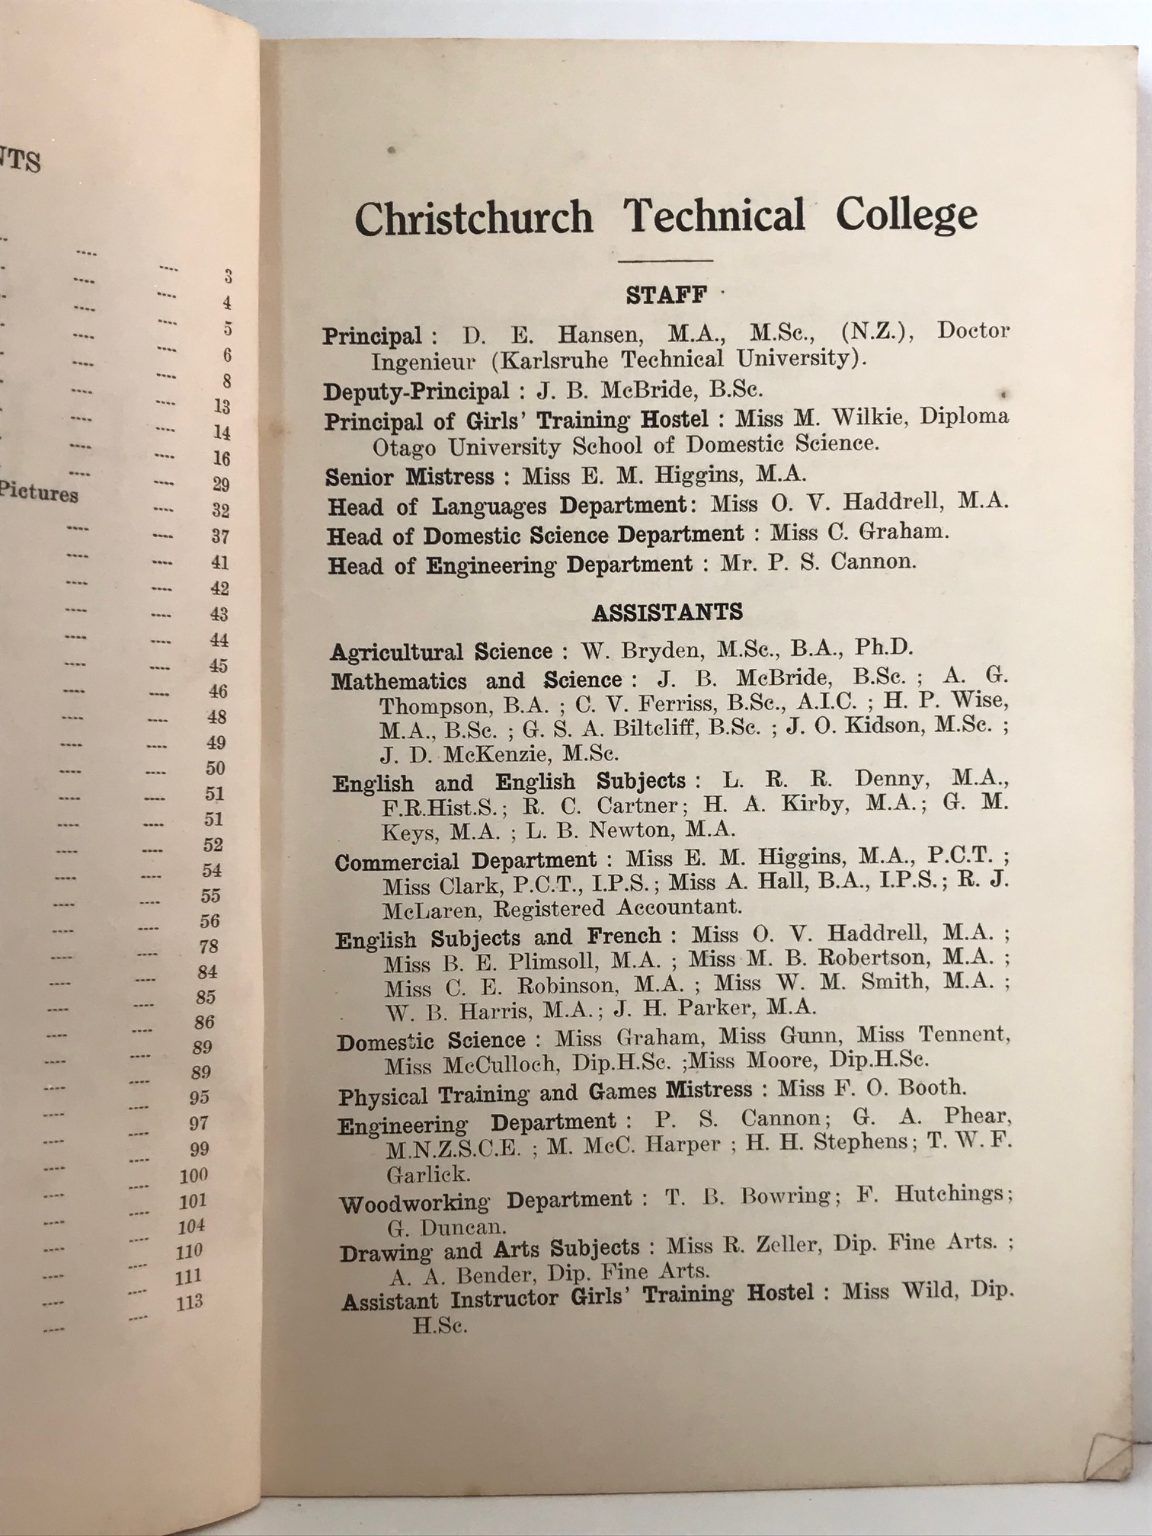 NTS
3
4
5
6
8
13
14
16
29
Pictures
32
37
41
42
43
44
45
46
48
49
50
51
51
52
54
55
56
78
84
85
86
89
89
95
97
99
100
101
104
110
111
113
Christchurch Technical College
STAFF
Principal : D. E. Hansen, M.A., M.Sc., (N.Z.), Doctor
Ingenieur (Karlsruhe Technical University).
Deputy-Principal : J. B. McBride, B.Sc.
Principal of Girls' Training Hostel : Miss M. Wilkie, Diploma
Otago University School of Domestic Science.
Senior Mistress : Miss E. M. Higgins, M.A.
Head of Languages Department: Miss O. V. Haddrell, M.A.
Head of Domestic Science Department : Miss C. Graham.
Head of Engineering Department : Mr. P. S. Cannon.
ASSISTANTS
Agricultural Science : W. Bryden, M.Sc., B.A., Ph.D.
Mathematics and Science : J. B. McBride, B.Sc. ; A. G.
Thompson, B.A. ; C. V. Ferriss, B.Sc., A.I.C. ; H. P. Wise,
M.A., B.Sc. ; G. S. A. Biltcliff, B.Sc. ; J. O. Kidson, M.Sc. ;
J. D. McKenzie, M.Sc.
English and English Subjects : L. R. R. Denny, M.A.,
F.R.Hist.S. ; R. C. Cartner; H. A. Kirby, M.A. ; G. M.
Keys, M.A. ; L. B. Newton, M.A.
Commercial Department : Miss E. M. Higgins, M.A., P.C.T. ;
Miss Clark, P.C.T., I.P.S. ; Miss A. Hall, B.A., I.P.S. ; R. J.
McLaren, Registered Accountant.
English Subjects and French : Miss O. V. Haddrell, M.A. ;
Miss B. E. Plimsoll, M.A. ; Miss M. B. Robertson, M.A. ;
Miss C. E. Robinson, M.A. ; Miss W. M. Smith, M.A. ;
W. B. Harris, M.A. ; J. H. Parker, M.A.
Domestic Science : Miss Graham, Miss Gunn, Miss Tennent,
Miss McCulloch, Dip.H.Sc. ;Miss Moore, Dip.H.Sc.
Physical Training and Games Mistress : Miss F. O. Booth.
Engineering Department : P. S. Cannon; G. A. Phear,
M.N.Z.S.C.E. ; M. McC. Harper ; H. H. Stephens; T. W. F.
Garlick.
Woodworking Department : T. B. Bowring; F. Hutchings;
G. Duncan.
Drawing and Arts Subjects : Miss R. Zeller, Dip. Fine Arts. ;
A. A. Bender, Dip. Fine Arts.
Assistant Instructor Girls' Training Hostel : Miss Wild, Dip.
H.Sc.